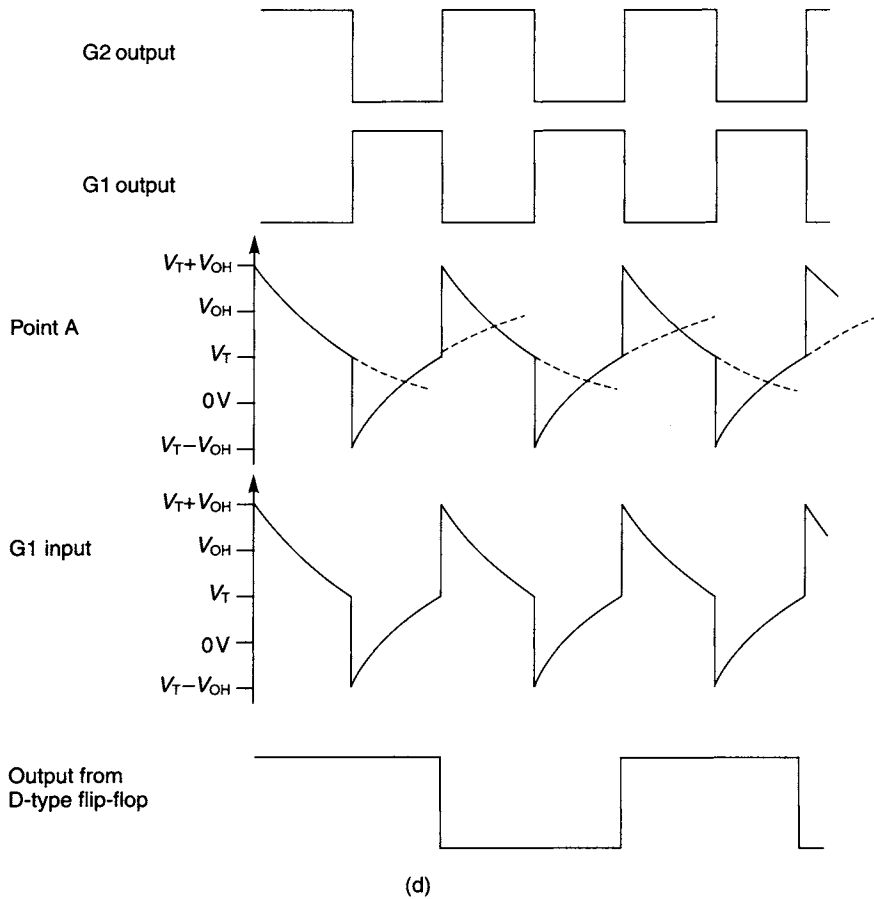 G2 output
G1 output
Point A
V_T+V_OH
V_OH
V_T
0V
V_T−V_OH
G1 input
V_T+V_OH
V_OH
V_T
0V
V_T−V_OH
Output from
D-type flip-flop
(d)